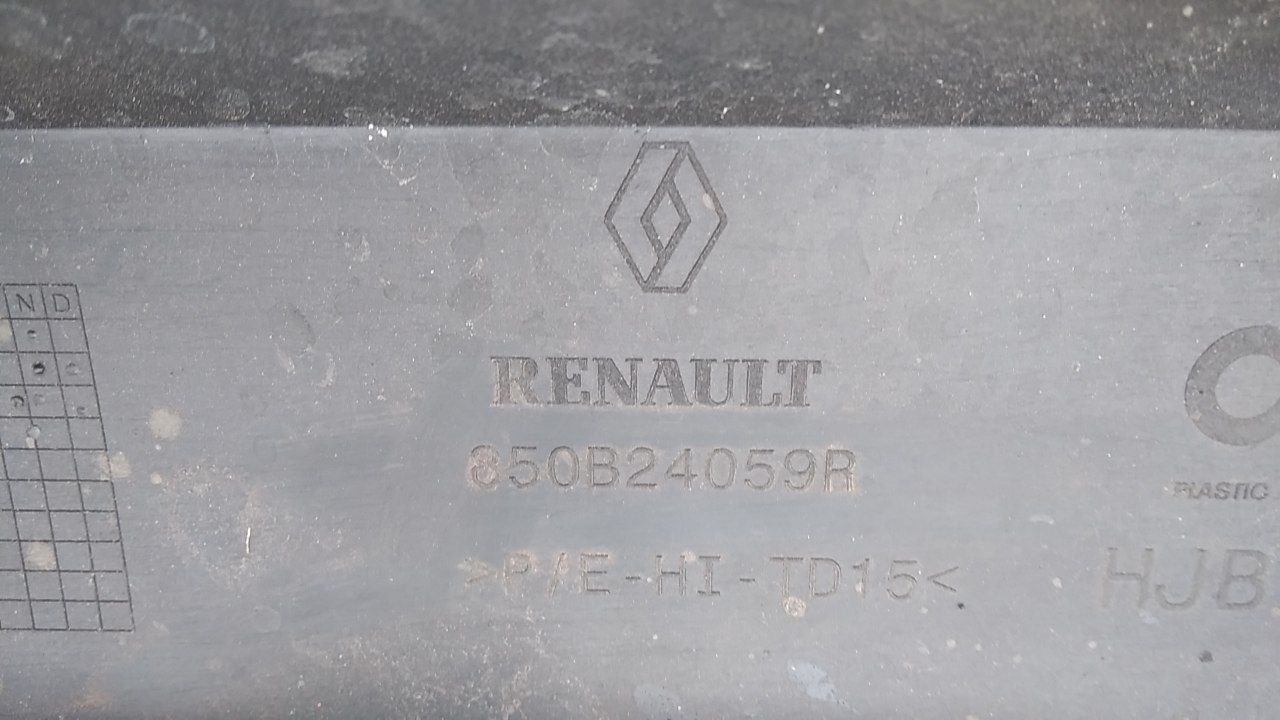 N D
RENAULT
850B24059R
PLASTIC
>P/E-HI-TD15<
HJB